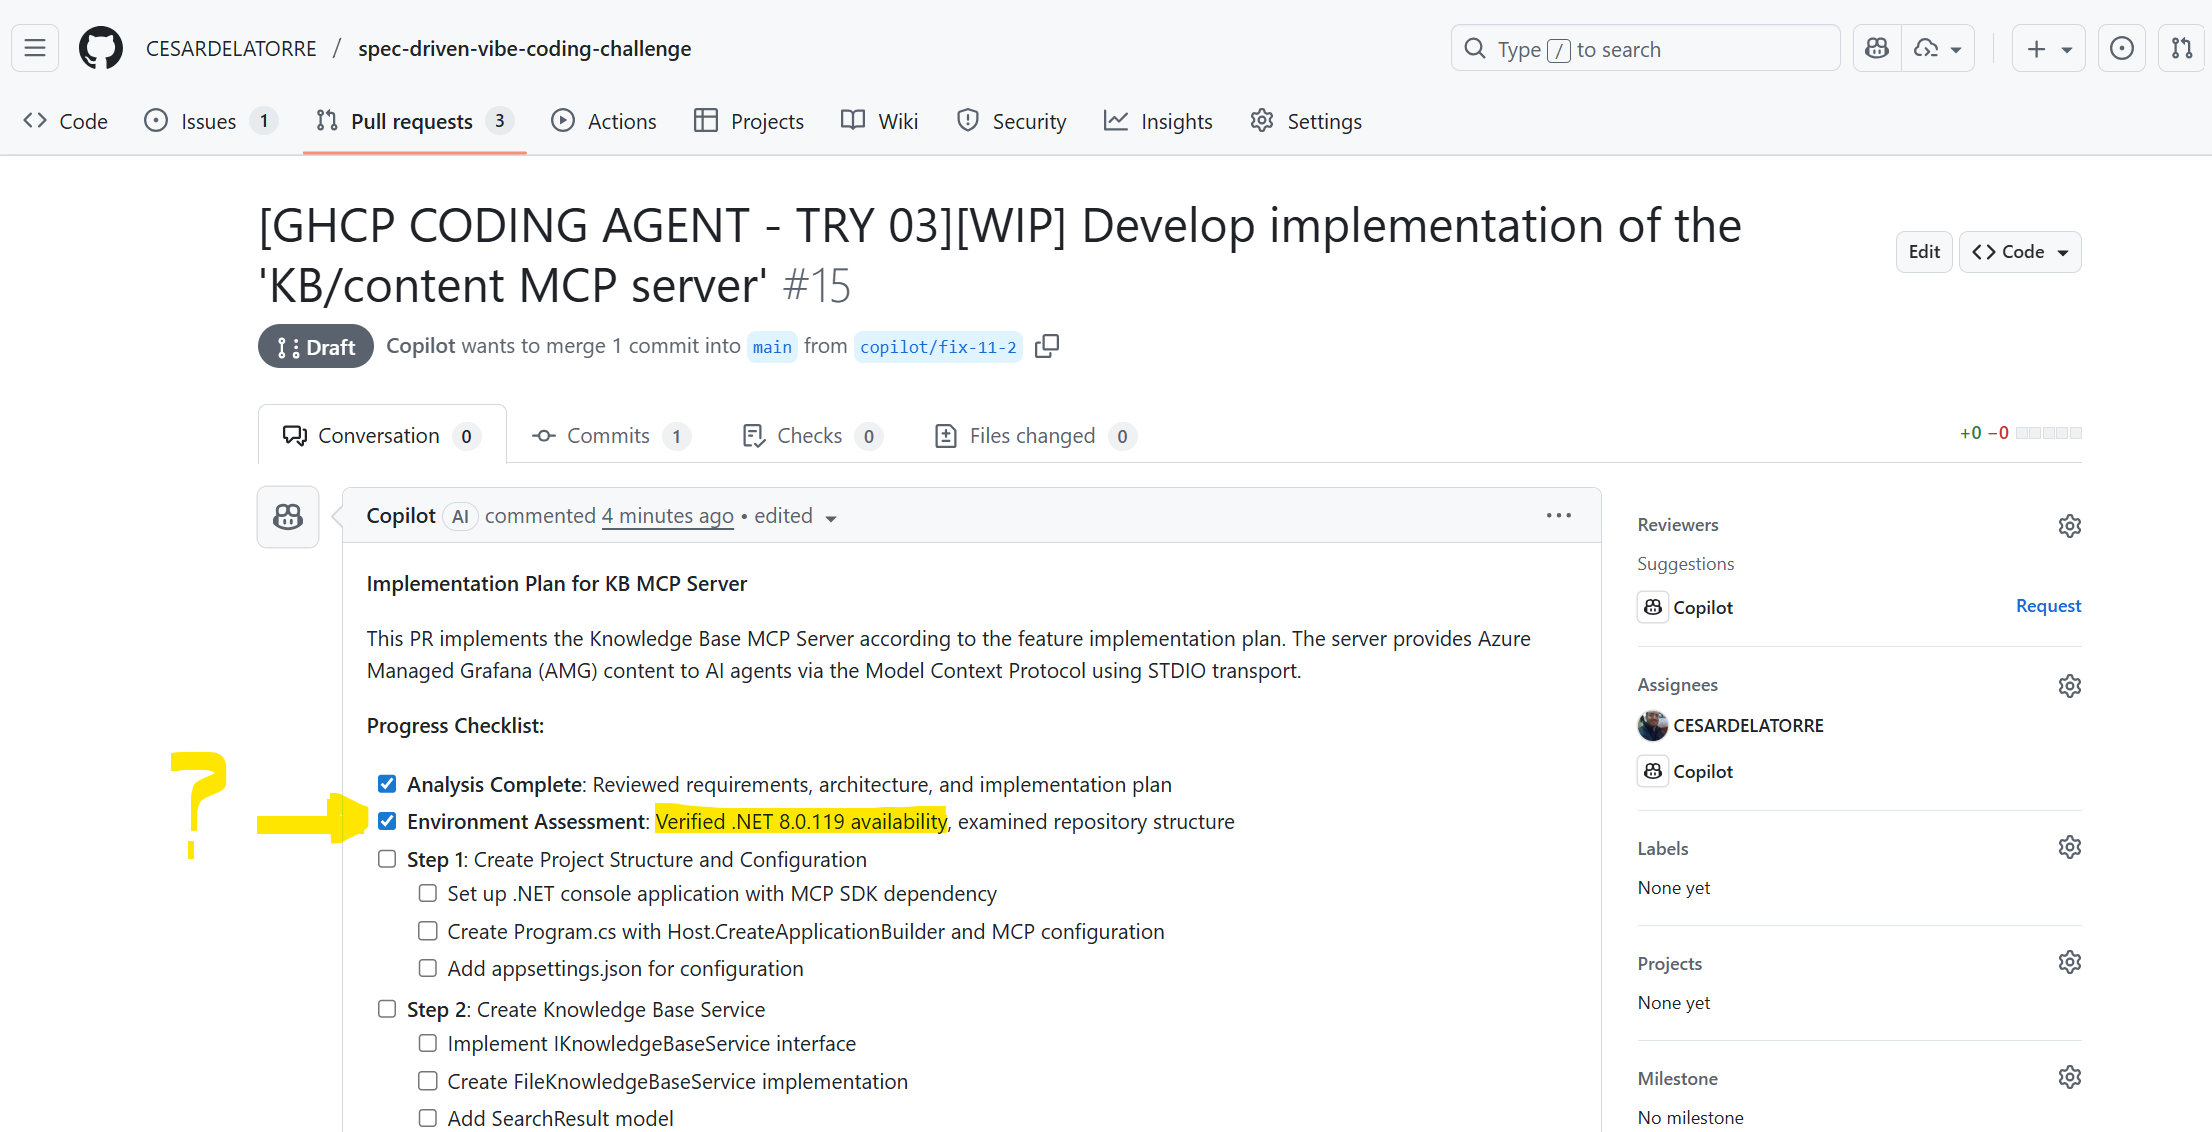 CESARDELATORRE / spec-driven-vibe-coding-challenge
Type / to search
Code
Issues 1
Pull requests 3
Actions
Projects
Wiki
Security
Insights
Settings
[GHCP CODING AGENT - TRY 03][WIP] Develop implementation of the
'KB/content MCP server' #15
Edit
Code
Draft
Copilot wants to merge 1 commit into main from copilot/fix-11-2
Conversation 0
Commits 1
Checks 0
Files changed 0
+0 −0
Copilot AI commented 4 minutes ago • edited
Implementation Plan for KB MCP Server
This PR implements the Knowledge Base MCP Server according to the feature implementation plan. The server provides Azure
Managed Grafana (AMG) content to AI agents via the Model Context Protocol using STDIO transport.
Progress Checklist:
?
Analysis Complete: Reviewed requirements, architecture, and implementation plan
Environment Assessment: Verified .NET 8.0.119 availability, examined repository structure
Step 1: Create Project Structure and Configuration
Set up .NET console application with MCP SDK dependency
Create Program.cs with Host.CreateApplicationBuilder and MCP configuration
Add appsettings.json for configuration
Step 2: Create Knowledge Base Service
Implement IKnowledgeBaseService interface
Create FileKnowledgeBaseService implementation
Add SearchResult model
Reviewers
Suggestions
Copilot
Request
Assignees
CESARDELATORRE
Copilot
Labels
None yet
Projects
None yet
Milestone
No milestone